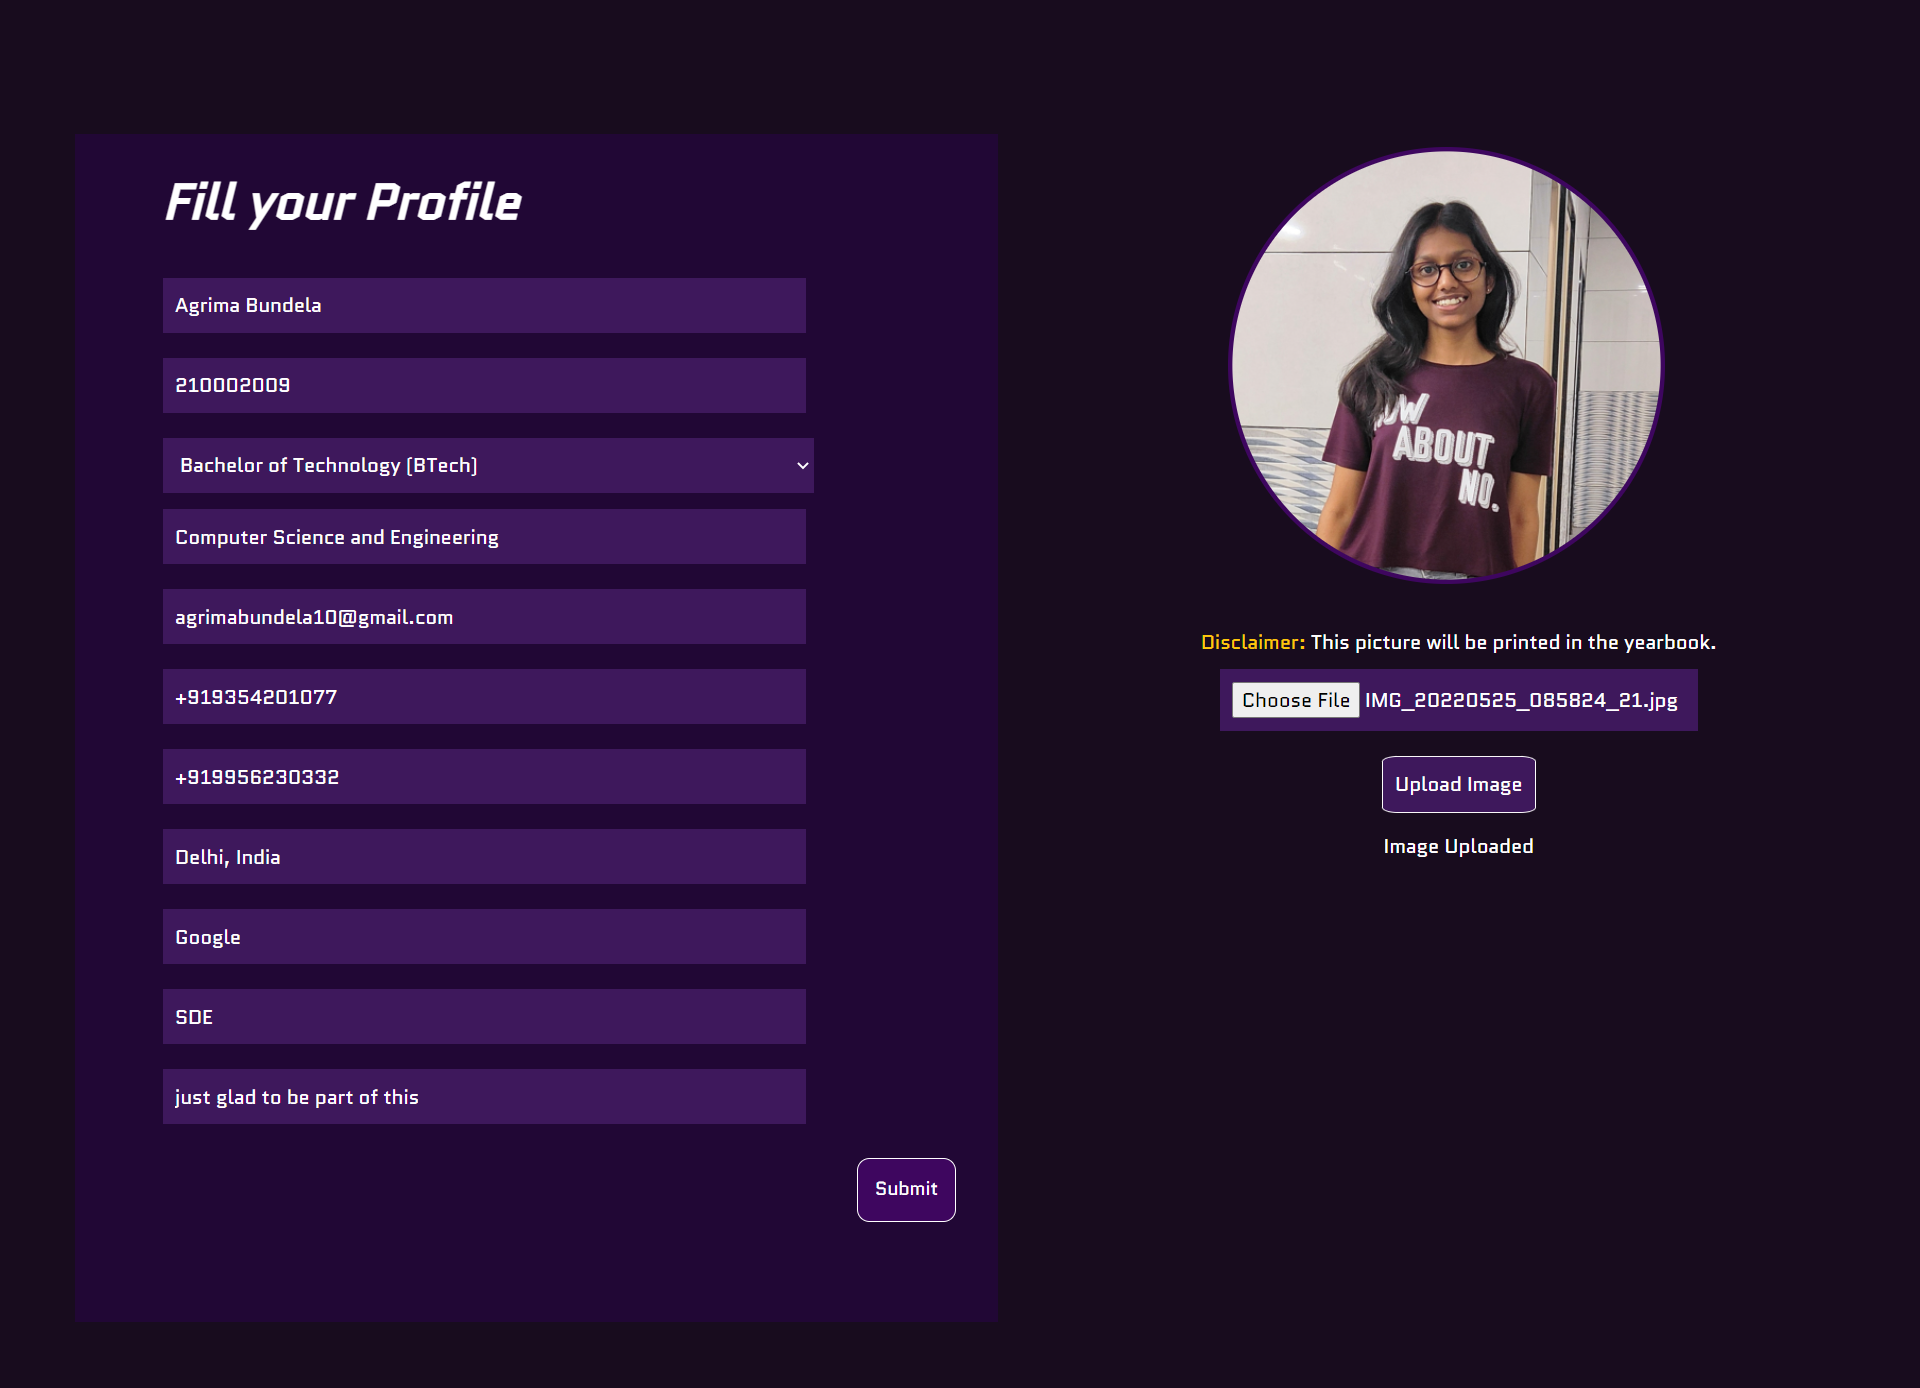 Fill your Profile
Agrima Bundela
210002009
Bachelor of Technology (BTech)
Computer Science and Engineering
agrimabundela10@gmail.com
+919354201077
+919956230332
Delhi, India
Google
SDE
just glad to be part of this
Submit
ABOUT
NO.
Disclaimer: This picture will be printed in the yearbook.
Choose File IMG_20220525_085824_21.jpg
Upload Image
Image Uploaded